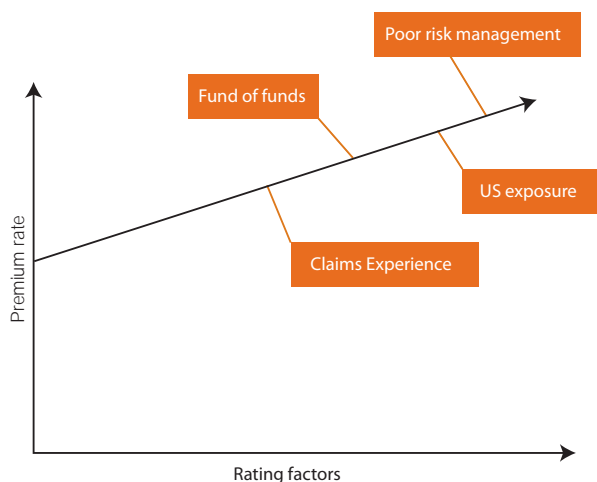 Poor risk management
Fund of funds
US exposure
Claims Experience
Premium rate
Rating factors